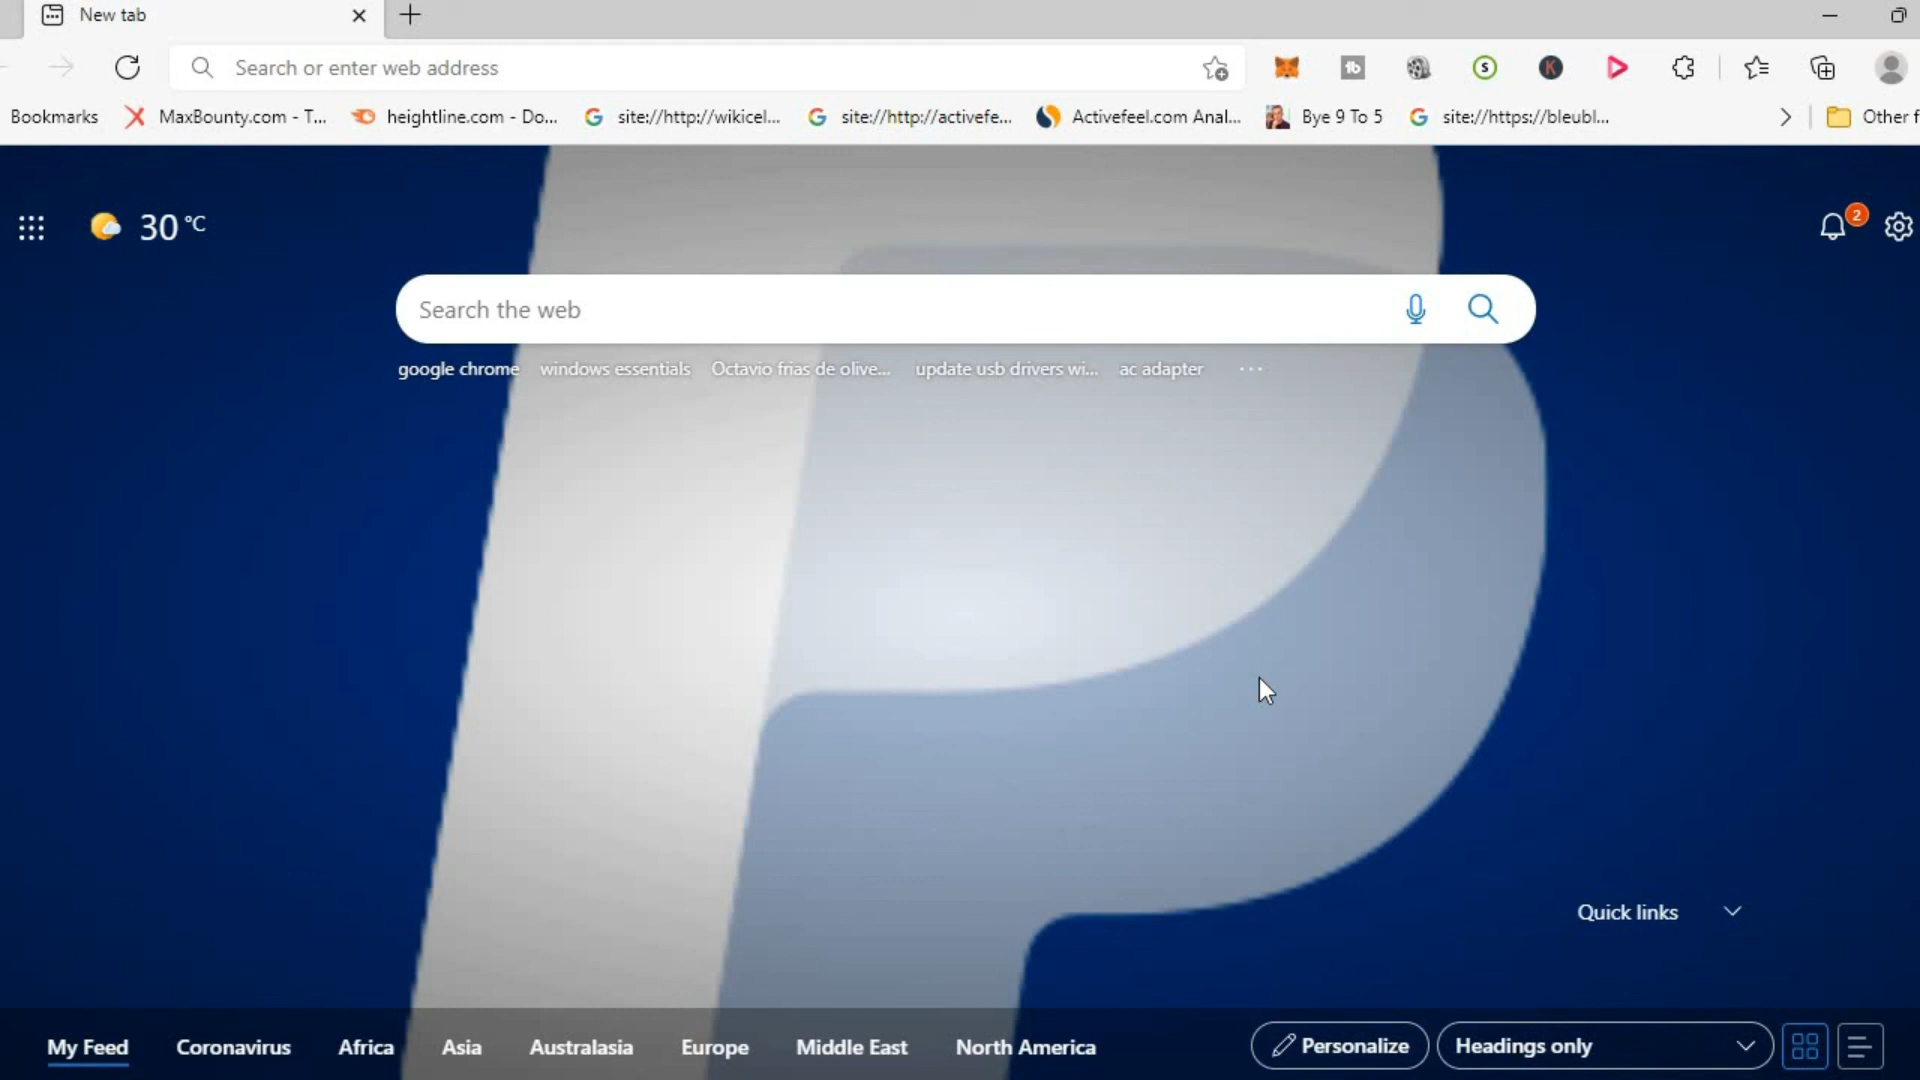 New tab
Search or enter web address
Bookmarks MaxBounty.com - T... heightline.com - Do... site://http://wikicel... site://http://activefe... Activefeel.com Anal... Bye 9 To 5 site://https://bleubl... Other f
30 °C
2
Search the web
google chrome windows essentials Octavio frias de olive... update usb drivers wi... ac adapter ...
Quick links
My Feed Coronavirus Africa Asia Australasia Europe Middle East North America Personalize Headings only